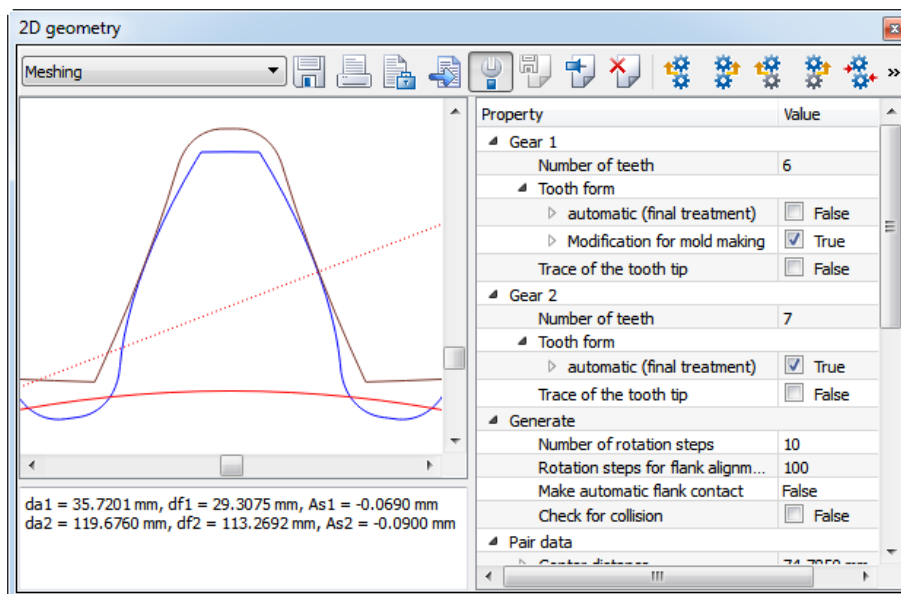 2D geometry
Meshing
Property Value
Gear 1
Number of teeth 6
Tooth form
automatic (final treatment) False
Modification for mold making True
Trace of the tooth tip False
Gear 2
Number of teeth 7
Tooth form
automatic (final treatment) True
Trace of the tooth tip False
Generate
Number of rotation steps 10
Rotation steps for flank alignm... 100
Make automatic flank contact False
Check for collision False
Pair data
Center distance
da1 = 35.7201 mm, df1 = 29.3075 mm, As1 = -0.0690 mm
da2 = 119.6760 mm, df2 = 113.2692 mm, As2 = -0.0900 mm